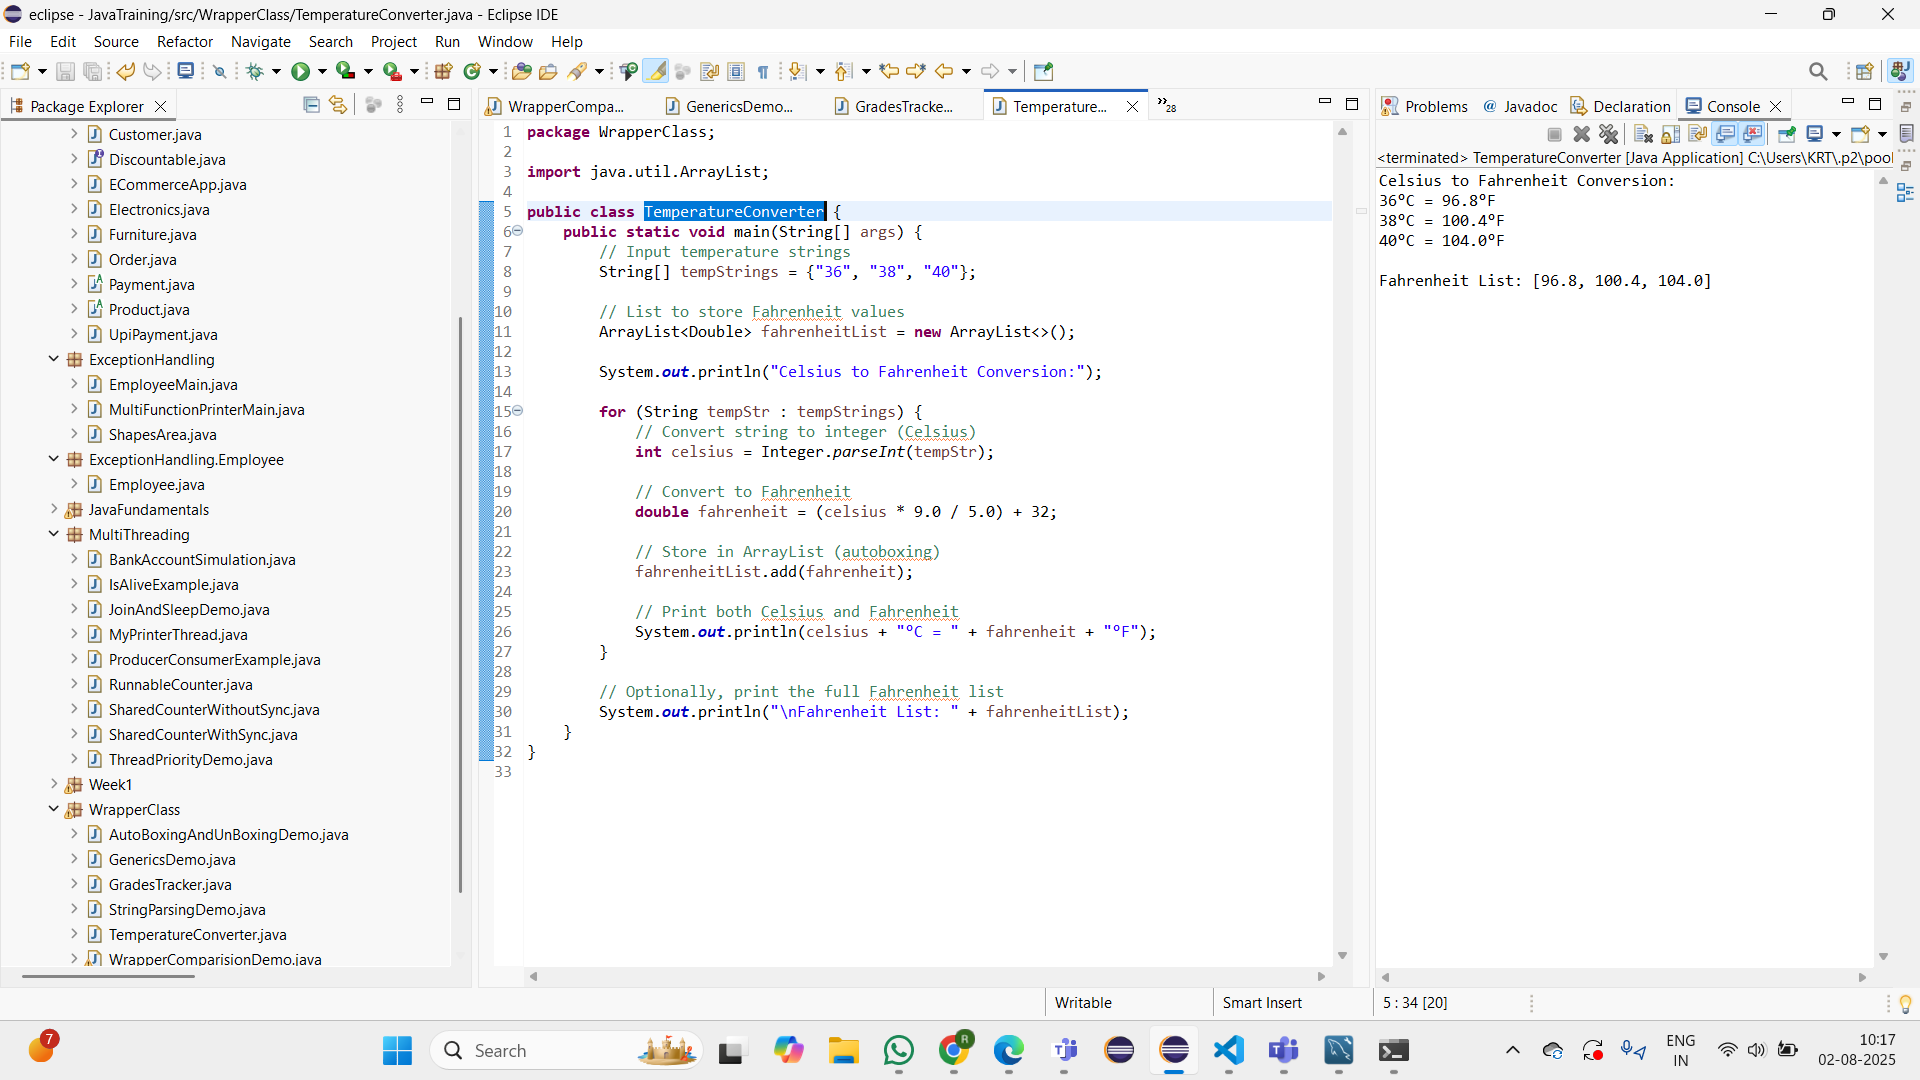 eclipse - JavaTraining/src/WrapperClass/TemperatureConverter.java - Eclipse IDE
File Edit Source Refactor Navigate Search Project Run Window Help
Package Explorer
Customer.java
Discountable.java
ECommerceApp.java
Electronics.java
Furniture.java
Order.java
Payment.java
Product.java
UpiPayment.java
ExceptionHandling
EmployeeMain.java
MultiFunctionPrinterMain.java
ShapesArea.java
ExceptionHandling.Employee
Employee.java
JavaFundamentals
MultiThreading
BankAccountSimulation.java
IsAliveExample.java
JoinAndSleepDemo.java
MyPrinterThread.java
ProducerConsumerExample.java
RunnableCounter.java
SharedCounterWithoutSync.java
SharedCounterWithSync.java
ThreadPriorityDemo.java
Week1
WrapperClass
AutoBoxingAndUnBoxingDemo.java
GenericsDemo.java
GradesTracker.java
StringParsingDemo.java
TemperatureConverter.java
WrapperComparisionDemo.java
WrapperCompa... GenericsDemo... GradesTracke... Temperature... »28
1 package WrapperClass;
2
3 import java.util.ArrayList;
4
5 public class TemperatureConverter {
6 public static void main(String[] args) {
7 // Input temperature strings
8 String[] tempStrings = {"36", "38", "40"};
9
10 // List to store Fahrenheit values
11 ArrayList<Double> fahrenheitList = new ArrayList<>();
12
13 System.out.println("Celsius to Fahrenheit Conversion:");
14
15 for (String tempStr : tempStrings) {
16 // Convert string to integer (Celsius)
17 int celsius = Integer.parseInt(tempStr);
18
19 // Convert to Fahrenheit
20 double fahrenheit = (celsius * 9.0 / 5.0) + 32;
21
22 // Store in ArrayList (autoboxing)
23 fahrenheitList.add(fahrenheit);
24
25 // Print both Celsius and Fahrenheit
26 System.out.println(celsius + "°C = " + fahrenheit + "°F");
27 }
28
29 // Optionally, print the full Fahrenheit list
30 System.out.println("\nFahrenheit List: " + fahrenheitList);
31 }
32 }
33
Problems Javadoc Declaration Console
<terminated> TemperatureConverter [Java Application] C:\Users\KRT\.p2\pool
Celsius to Fahrenheit Conversion:
36°C = 96.8°F
38°C = 100.4°F
40°C = 104.0°F
Fahrenheit List: [96.8, 100.4, 104.0]
Writable Smart Insert 5 : 34 [20]
7
Search
R
ENG
IN
10:17
02-08-2025